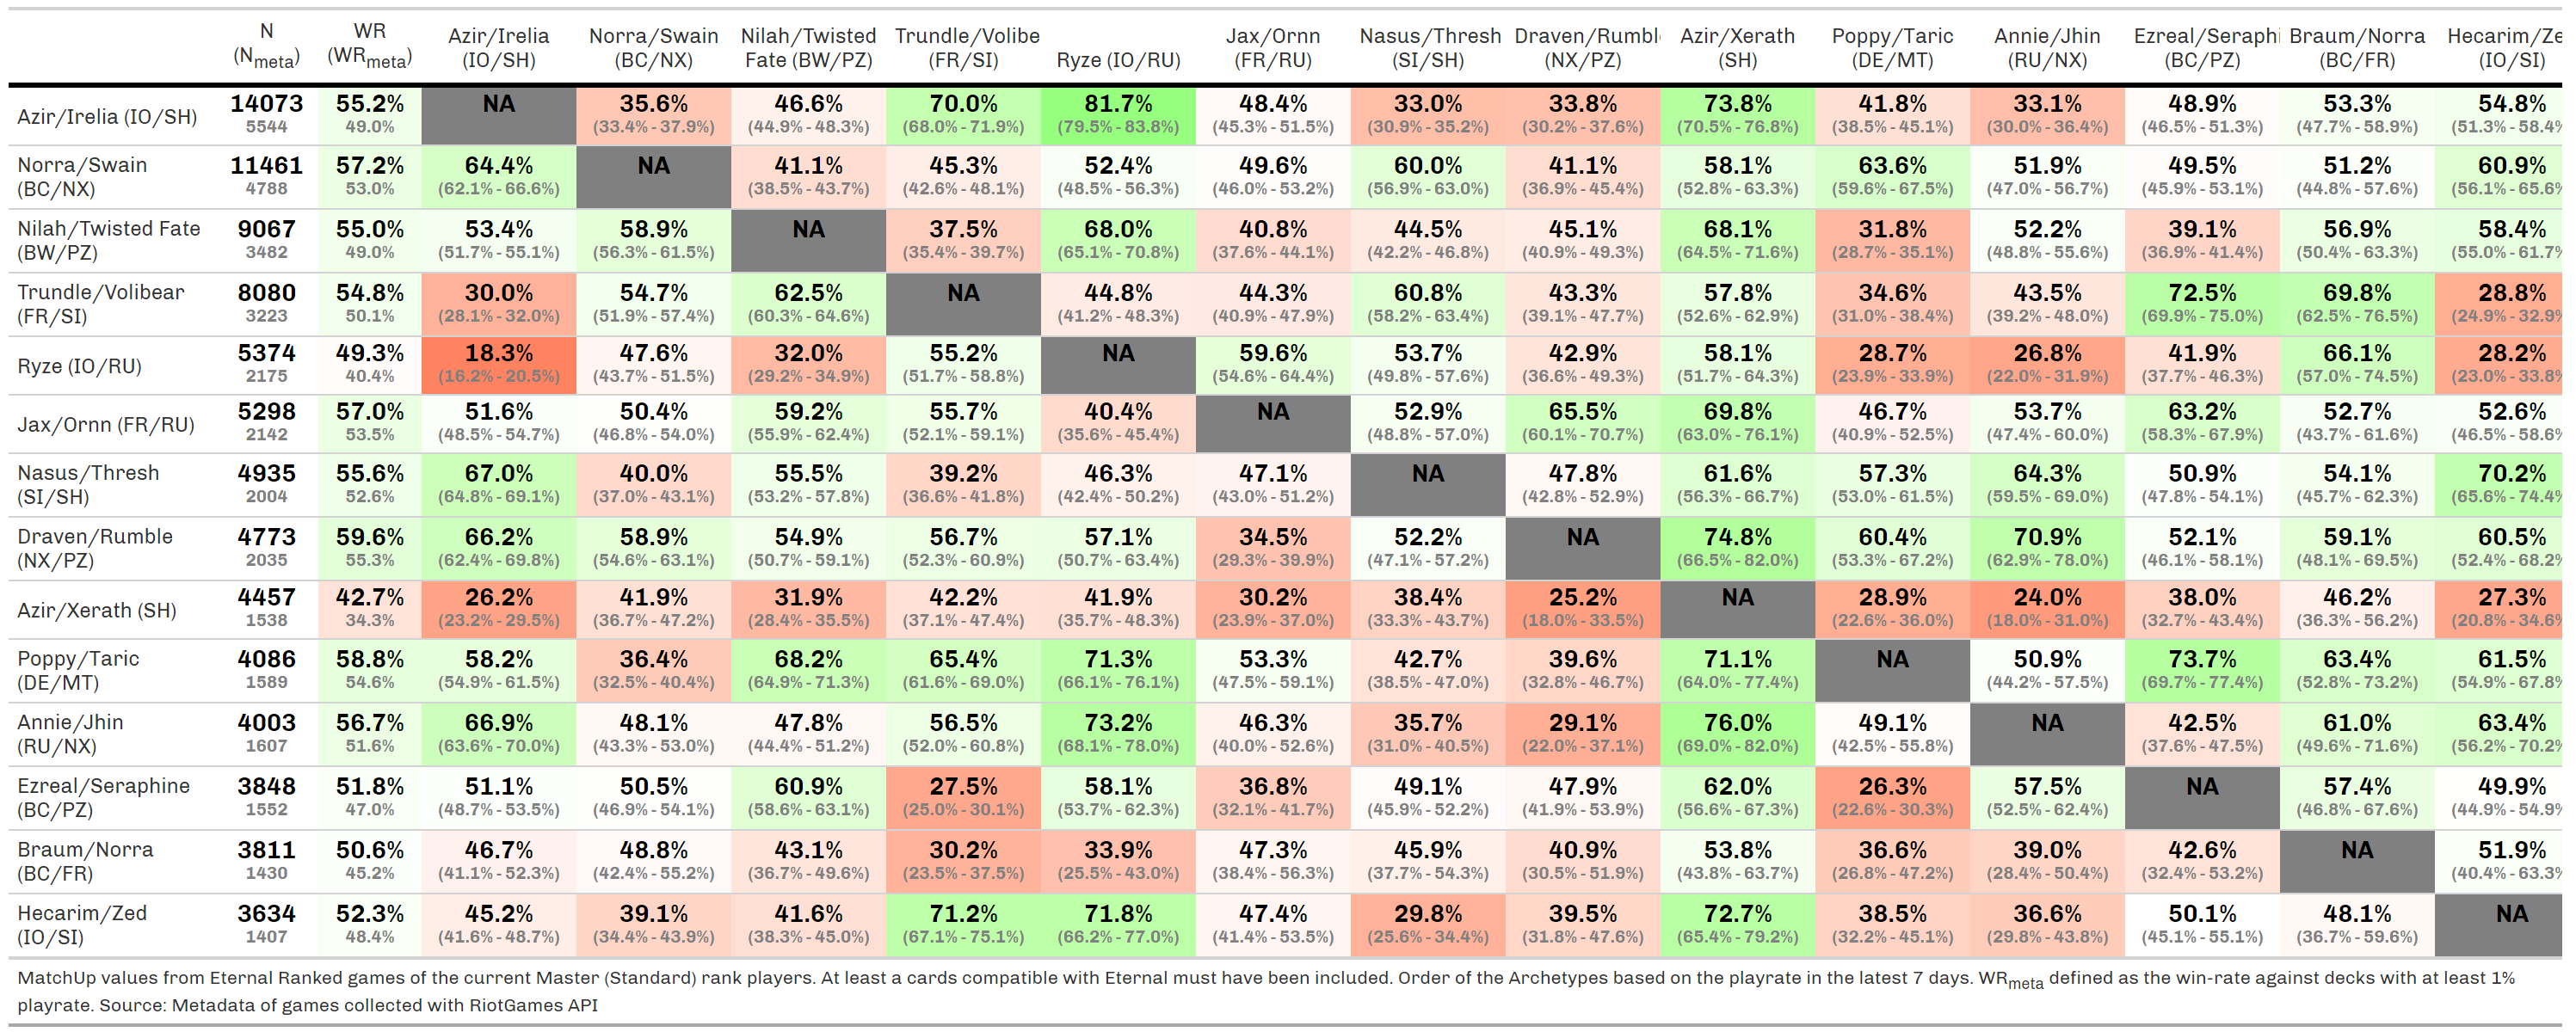 N WR Azir/Irelia Norra/Swain Nilah/Twisted Trundle/Volibe Jax/Ornn Nasus/Thresh Draven/Rumbl Azir/Xerath Poppy/Taric Annie/Jhin Ezreal/Seraphi Braum/Norra Hecarim/Ze
(Nmeta) (WRmeta) (IO/SH) (BC/NX) Fate (BW/PZ) (FR/SI) Ryze (IO/RU) (FR/RU) (SI/SH) (NX/PZ) (SH) (DE/MT) (RU/NX) (BC/PZ) (BC/FR) (IO/SI)
Azir/Irelia (IO/SH) 14073 55.2% NA 35.6% 46.6% 70.0% 81.7% 48.4% 33.0% 33.8% 73.8% 41.8% 33.1% 48.9% 53.3% 54.8%
5544 49.0% (33.4% - 37.9%) (44.9% - 48.3%) (68.0% - 71.9%) (79.5% - 83.8%) (45.3% - 51.5%) (30.9% - 35.2%) (30.2% - 37.6%) (70.5% - 76.8%) (38.5% - 45.1%) (30.0% - 36.4%) (46.5% - 51.3%) (47.7% - 58.9%) (51.3% - 58.4%
Norra/Swain 11461 57.2% 64.4% NA 41.1% 45.3% 52.4% 49.6% 60.0% 41.1% 58.1% 63.6% 51.9% 49.5% 51.2% 60.9%
(BC/NX) 4788 53.0% (62.1% - 66.6%) (38.5% - 43.7%) (42.6% - 48.1%) (48.5% - 56.3%) (46.0% - 53.2%) (56.9% - 63.0%) (36.9% - 45.4%) (52.8% - 63.3%) (59.6% - 67.5%) (47.0% - 56.7%) (45.9% - 53.1%) (44.8% - 57.6%) (56.1% - 65.6%
Nilah/Twisted Fate 9067 55.0% 53.4% 58.9% NA 37.5% 68.0% 40.8% 44.5% 45.1% 68.1% 31.8% 52.2% 39.1% 56.9% 58.4%
(BW/PZ) 3482 49.0% (51.7% - 55.1%) (56.3% - 61.5%) (35.4% - 39.7%) (65.1% - 70.8%) (37.6% - 44.1%) (42.2% - 46.8%) (40.9% - 49.3%) (64.5% - 71.6%) (28.7% - 35.1%) (48.8% - 55.6%) (36.9% - 41.4%) (50.4% - 63.3%) (55.0% - 61.7%
Trundle/Volibear 8080 54.8% 30.0% 54.7% 62.5% NA 44.8% 44.3% 60.8% 43.3% 57.8% 34.6% 43.5% 72.5% 69.8% 28.8%
(FR/SI) 3223 50.1% (28.1% - 32.0%) (51.9% - 57.4%) (60.3% - 64.6%) (41.2% - 48.3%) (40.9% - 47.9%) (58.2% - 63.4%) (39.1% - 47.7%) (52.6% - 62.9%) (31.0% - 38.4%) (39.2% - 48.0%) (69.9% - 75.0%) (62.5% - 76.5%) (24.9% - 32.9%
Ryze (IO/RU) 5374 49.3% 18.3% 47.6% 32.0% 55.2% NA 59.6% 53.7% 42.9% 58.1% 28.7% 26.8% 41.9% 66.1% 28.2%
2175 40.4% (16.2% - 20.5%) (43.7% - 51.5%) (29.2% - 34.9%) (51.7% - 58.8%) (54.6% - 64.4%) (49.8% - 57.6%) (36.6% - 49.3%) (51.7% - 64.3%) (23.9% - 33.9%) (22.0% - 31.9%) (37.7% - 46.3%) (57.0% - 74.5%) (23.0% - 33.8%
Jax/Ornn (FR/RU) 5298 57.0% 51.6% 50.4% 59.2% 55.7% 40.4% NA 52.9% 65.5% 69.8% 46.7% 53.7% 63.2% 52.7% 52.6%
2142 53.5% (48.5% - 54.7%) (46.8% - 54.0%) (55.9% - 62.4%) (52.1% - 59.1%) (35.6% - 45.4%) (48.8% - 57.0%) (60.1% - 70.7%) (63.0% - 76.1%) (40.9% - 52.5%) (47.4% - 60.0%) (58.3% - 67.9%) (43.7% - 61.6%) (46.5% - 58.6%
Nasus/Thresh 4935 55.6% 67.0% 40.0% 55.5% 39.2% 46.3% 47.1% NA 47.8% 61.6% 57.3% 64.3% 50.9% 54.1% 70.2%
(SI/SH) 2004 52.6% (64.8% - 69.1%) (37.0% - 43.1%) (53.2% - 57.8%) (36.6% - 41.8%) (42.4% - 50.2%) (43.0% - 51.2%) (42.8% - 52.9%) (56.3% - 66.7%) (53.0% - 61.5%) (59.5% - 69.0%) (47.8% - 54.1%) (45.7% - 62.3%) (65.6% - 74.4%
Draven/Rumble 4773 59.6% 66.2% 58.9% 54.9% 56.7% 57.1% 34.5% 52.2% NA 74.8% 60.4% 70.9% 52.1% 59.1% 60.5%
(NX/PZ) 2035 55.3% (62.4% - 69.8%) (54.6% - 63.1%) (50.7% - 59.1%) (52.3% - 60.9%) (50.7% - 63.4%) (29.3% - 39.9%) (47.1% - 57.2%) (66.5% - 82.0%) (53.3% - 67.2%) (62.9% - 78.0%) (46.1% - 58.1%) (48.1% - 69.5%) (52.4% - 68.2%
Azir/Xerath (SH) 4457 42.7% 26.2% 41.9% 31.9% 42.2% 41.9% 30.2% 38.4% 25.2% NA 28.9% 24.0% 38.0% 46.2% 27.3%
1538 34.3% (23.2% - 29.5%) (36.7% - 47.2%) (28.4% - 35.5%) (37.1% - 47.4%) (35.7% - 48.3%) (23.9% - 37.0%) (33.3% - 43.7%) (18.0% - 33.5%) (22.6% - 36.0%) (18.0% - 31.0%) (32.7% - 43.4%) (36.3% - 56.2%) (20.8% - 34.6%
Poppy/Taric 4086 58.8% 58.2% 36.4% 68.2% 65.4% 71.3% 53.3% 42.7% 39.6% 71.1% NA 50.9% 73.7% 63.4% 61.5%
(DE/MT) 1589 54.6% (54.9% - 61.5%) (32.5% - 40.4%) (64.9% - 71.3%) (61.6% - 69.0%) (66.1% - 76.1%) (47.5% - 59.1%) (38.5% - 47.0%) (32.8% - 46.7%) (64.0% - 77.4%) (44.2% - 57.5%) (69.7% - 77.4%) (52.8% - 73.2%) (54.9% - 67.8%
Annie/Jhin 4003 56.7% 66.9% 48.1% 47.8% 56.5% 73.2% 46.3% 35.7% 29.1% 76.0% 49.1% NA 42.5% 61.0% 63.4%
(RU/NX) 1607 51.6% (63.6% - 70.0%) (43.3% - 53.0%) (44.4% - 51.2%) (52.0% - 60.8%) (68.1% - 78.0%) (40.0% - 52.6%) (31.0% - 40.5%) (22.0% - 37.1%) (69.0% - 82.0%) (42.5% - 55.8%) (37.6% - 47.5%) (49.6% - 71.6%) (56.2% - 70.2%
Ezreal/Seraphine 3848 51.8% 51.1% 50.5% 60.9% 27.5% 58.1% 36.8% 49.1% 47.9% 62.0% 26.3% 57.5% NA 57.4% 49.9%
(BC/PZ) 1552 47.0% (48.7% - 53.5%) (46.9% - 54.1%) (58.6% - 63.1%) (25.0% - 30.1%) (53.7% - 62.3%) (32.1% - 41.7%) (45.9% - 52.2%) (41.9% - 53.9%) (56.6% - 67.3%) (22.6% - 30.3%) (52.5% - 62.4%) (46.8% - 67.6%) (44.9% - 54.9%
Braum/Norra 3811 50.6% 46.7% 48.8% 43.1% 30.2% 33.9% 47.3% 45.9% 40.9% 53.8% 36.6% 39.0% 42.6% NA 51.9%
(BC/FR) 1430 45.2% (41.1% - 52.3%) (42.4% - 55.2%) (36.7% - 49.6%) (23.5% - 37.5%) (25.5% - 43.0%) (38.4% - 56.3%) (37.7% - 54.3%) (30.5% - 51.9%) (43.8% - 63.7%) (26.8% - 47.2%) (28.4% - 50.4%) (32.4% - 53.2%) (40.4% - 63.3%
Hecarim/Zed 3634 52.3% 45.2% 39.1% 41.6% 71.2% 71.8% 47.4% 29.8% 39.5% 72.7% 38.5% 36.6% 50.1% 48.1% NA
(IO/SI) 1407 48.4% (41.6% - 48.7%) (34.4% - 43.9%) (38.3% - 45.0%) (67.1% - 75.1%) (66.2% - 77.0%) (41.4% - 53.5%) (25.6% - 34.4%) (31.8% - 47.6%) (65.4% - 79.2%) (32.2% - 45.1%) (29.8% - 43.8%) (45.1% - 55.1%) (36.7% - 59.6%)
MatchUp values from Eternal Ranked games of the current Master (Standard) rank players. At least a cards compatible with Eternal must have been included. Order of the Archetypes based on the playrate in the latest 7 days. WRmeta defined as the win-rate against decks with at least 1%
playrate. Source: Metadata of games collected with RiotGames API